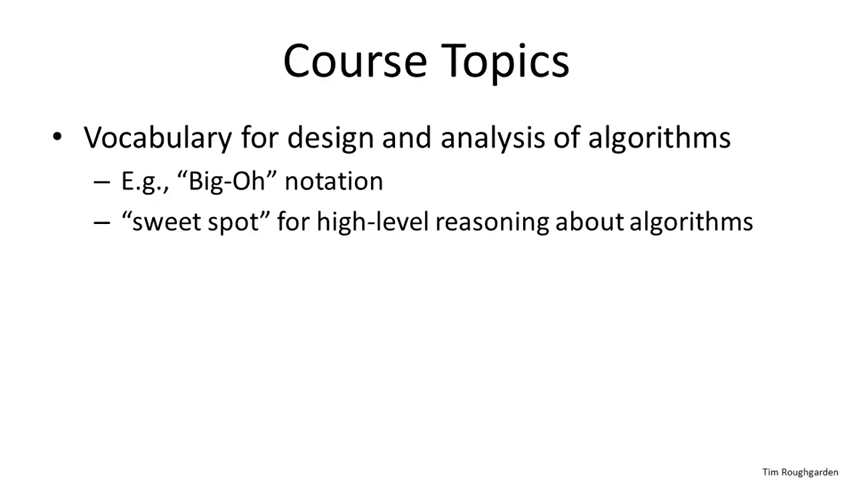 Course Topics
• Vocabulary for design and analysis of algorithms
– E.g., “Big-Oh” notation
– “sweet spot” for high-level reasoning about algorithms
Tim Roughgarden